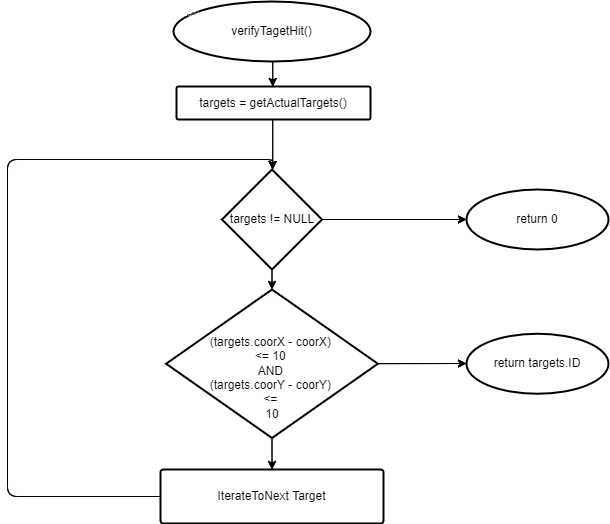 verifyTagetHit()
targets = getActualTargets()
targets != NULL
return 0
(targets.coorX - coorX)
<= 10
AND
(targets.coorY - coorY)
<=
10
return targets.ID
IterateToNext Target